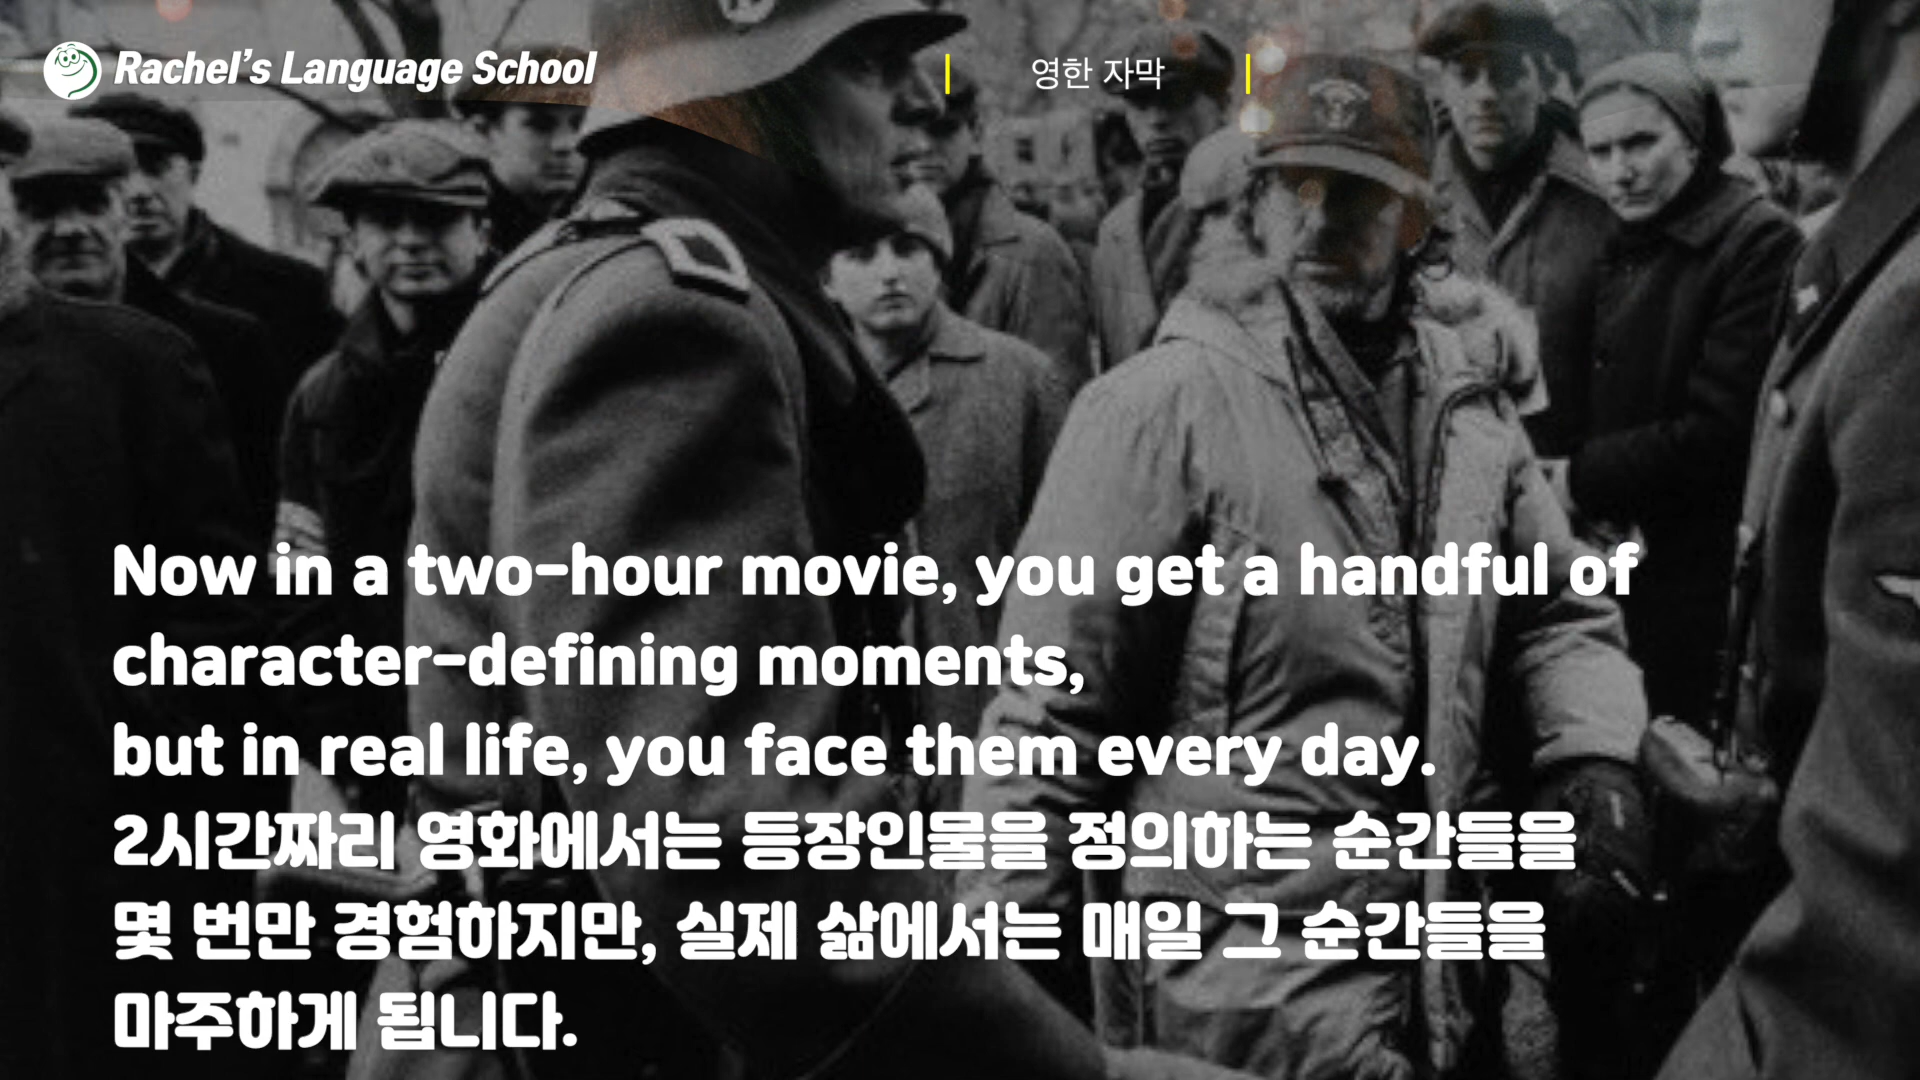 Rachel's Language School
영한 자막
Now in a two-hour movie, you get a handful of
character-defining moments,
but in real life, you face them every day.
2시간짜리 영화에서는 등장인물을 정의하는 순간들을
몇 번만 경험하지만, 실제 삶에서는 매일 그 순간들을
마주하게 됩니다.